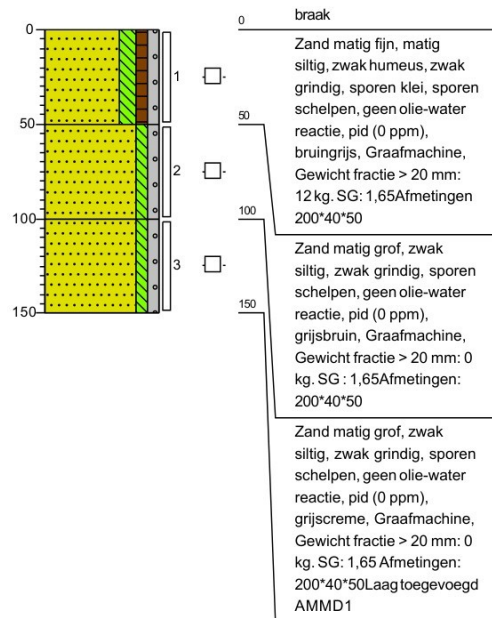 0
50
100
150
1
2
3
0
braak
Zand matig fijn, matig
siltig, zwak humeus, zwak
grindig, sporen klei, sporen
schelpen, geen olie-water
reactie, pid (0 ppm),
bruingrijs, Graafmachine,
Gewicht fractie > 20 mm:
12 kg. SG: 1,65Afmetingen
200*40*50
50
Zand matig grof, zwak
siltig, zwak grindig, sporen
schelpen, geen olie-water
reactie, pid (0 ppm),
grijsbruin, Graafmachine,
Gewicht fractie > 20 mm: 0
kg. SG : 1,65Afmetingen:
200*40*50
100
Zand matig grof, zwak
siltig, zwak grindig, sporen
schelpen, geen olie-water
reactie, pid (0 ppm),
grijscreme, Graafmachine,
Gewicht fractie > 20 mm: 0
kg. SG: 1,65 Afmetingen:
200*40*50Laag toegevoegd
AMMD1
150